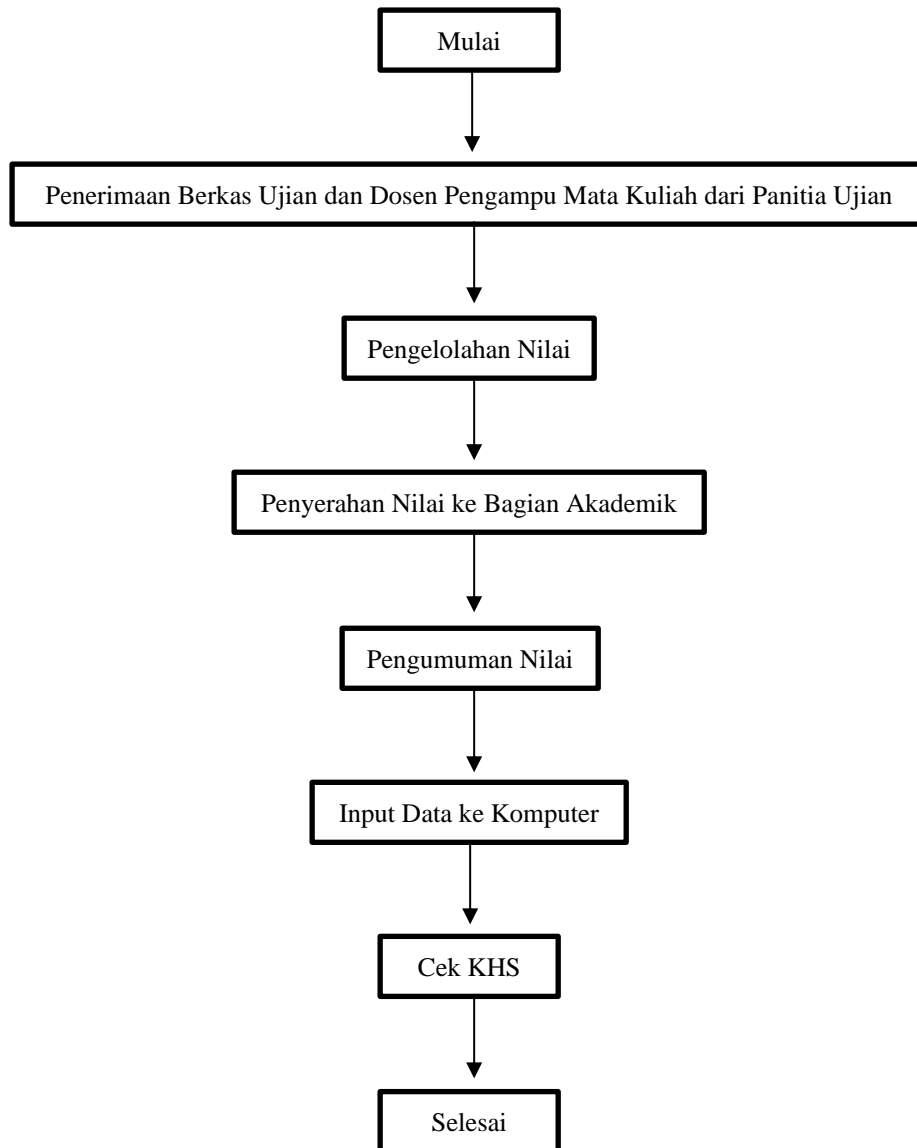 Mulai
Penerimaan Berkas Ujian dan Dosen Pengampu Mata Kuliah dari Panitia Ujian
Pengelolahan Nilai
Penyerahan Nilai ke Bagian Akademik
Pengumuman Nilai
Input Data ke Komputer
Cek KHS
Selesai